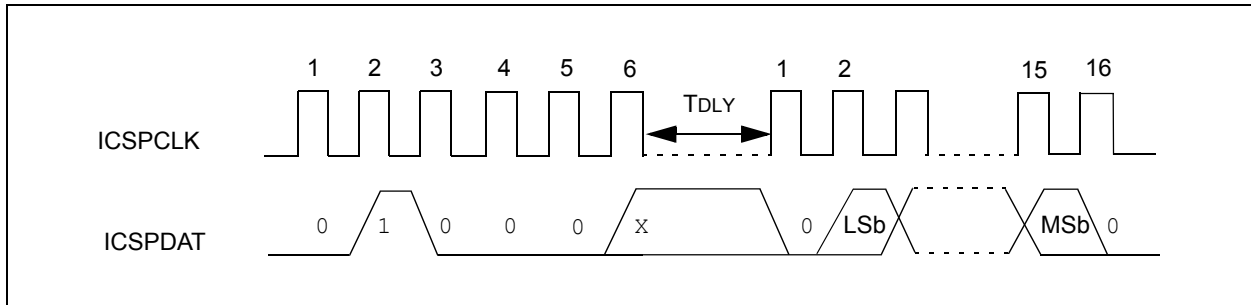 1 2 3 4 5 6 1 2 15 16
TDLY
ICSPCLK
ICSPDAT
0 1 0 0 0 X 0 LSb MSb 0